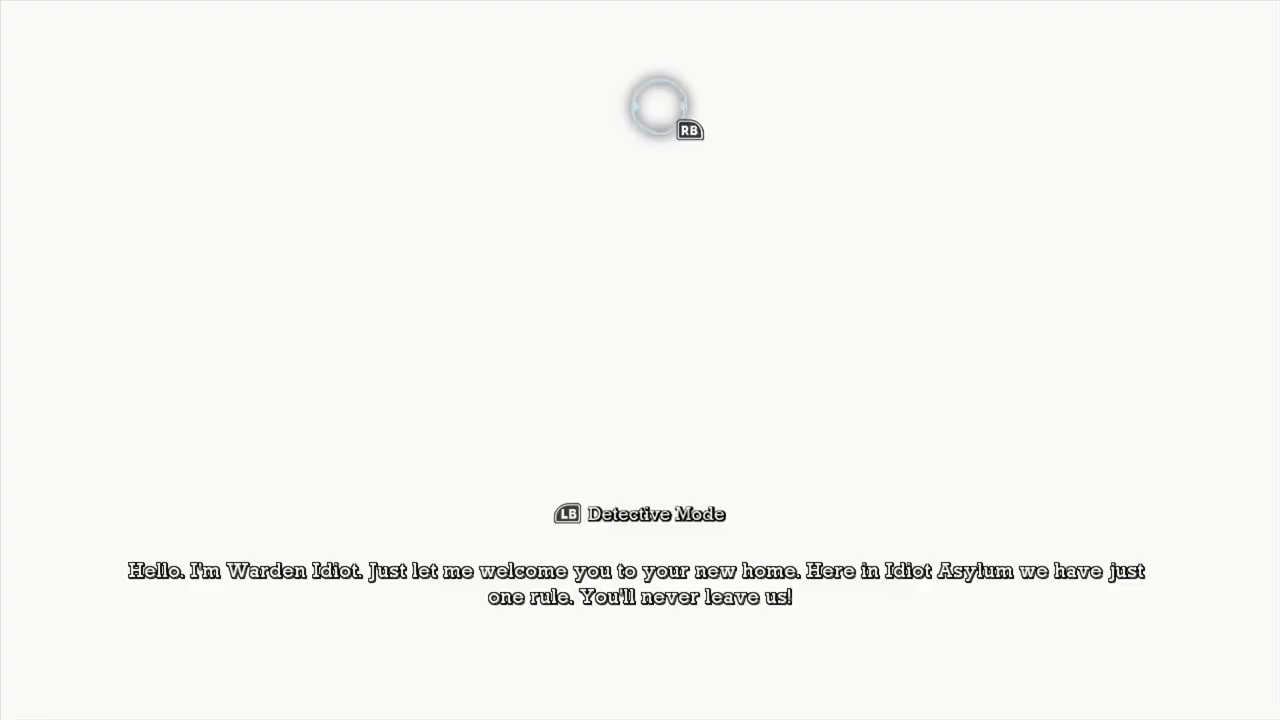 RB
LB Detective Mode
Hello. I'm Warden Idiot. Just let me welcome you to your new home. Here in Idiot Asylum we have just
one rule. You'll never leave us!